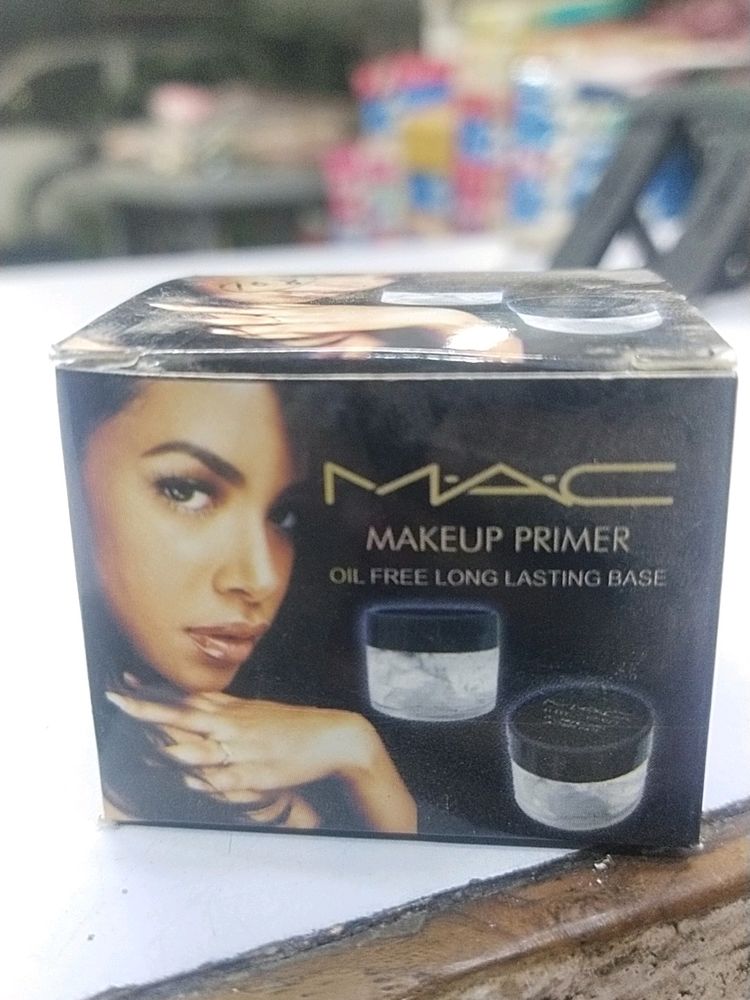 M·A·C
MAKEUP PRIMER
OIL FREE LONG LASTING BASE